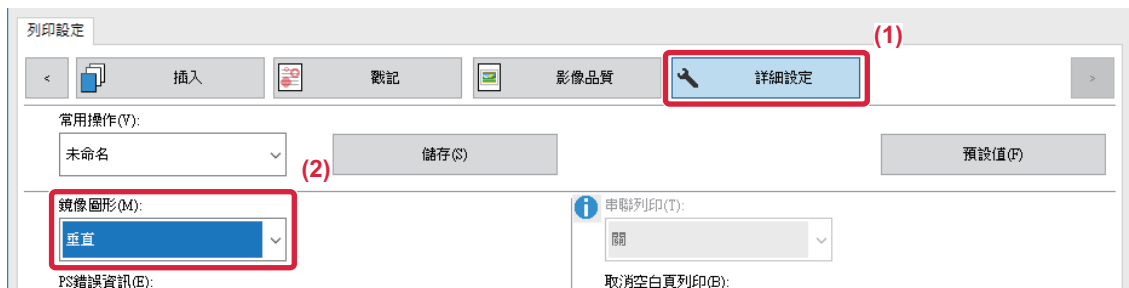 列印設定
(1)
<
插入
戳記
影像品質
詳細設定
>
常用操作(V):
未命名
儲存(S)
預設值(F)
(2)
鏡像圖形(M):
串聯列印(T):
垂直
關
PS錯誤資訊(E):
取消空白頁列印(B):